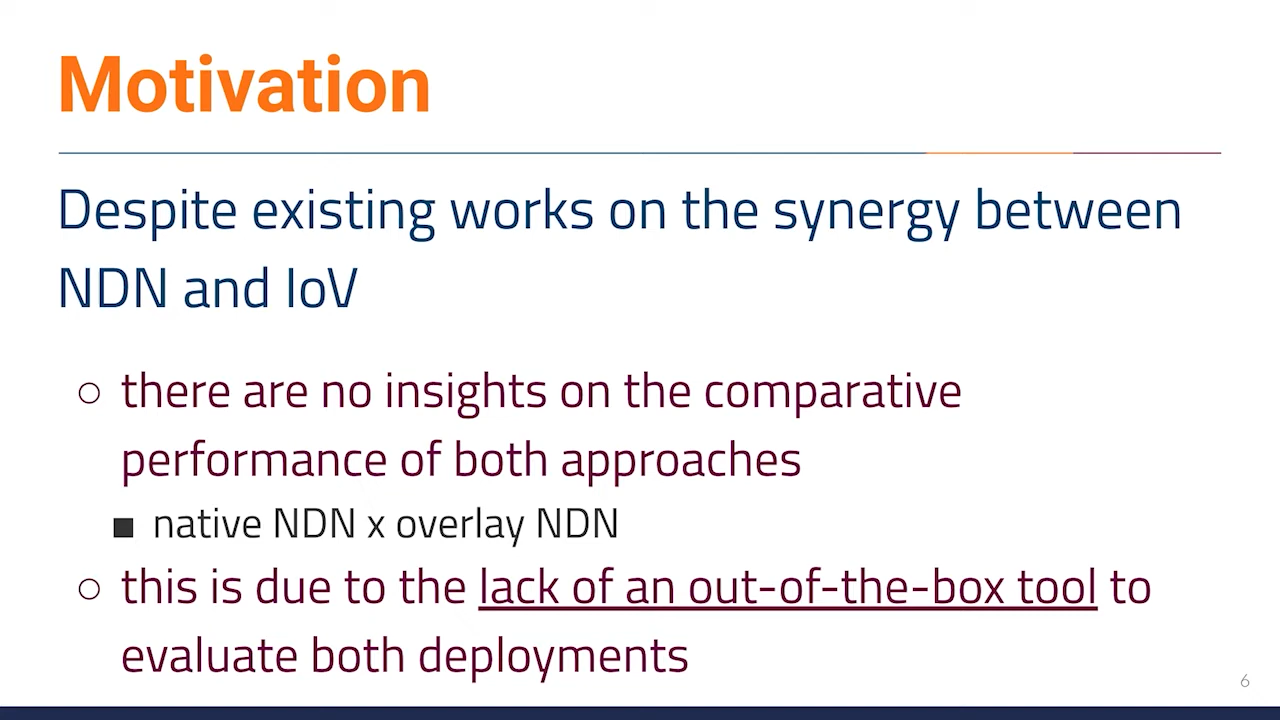 Motivation
Despite existing works on the synergy between
NDN and IoV
○ there are no insights on the comparative
performance of both approaches
■ native NDN x overlay NDN
○ this is due to the lack of an out-of-the-box tool to
evaluate both deployments
6